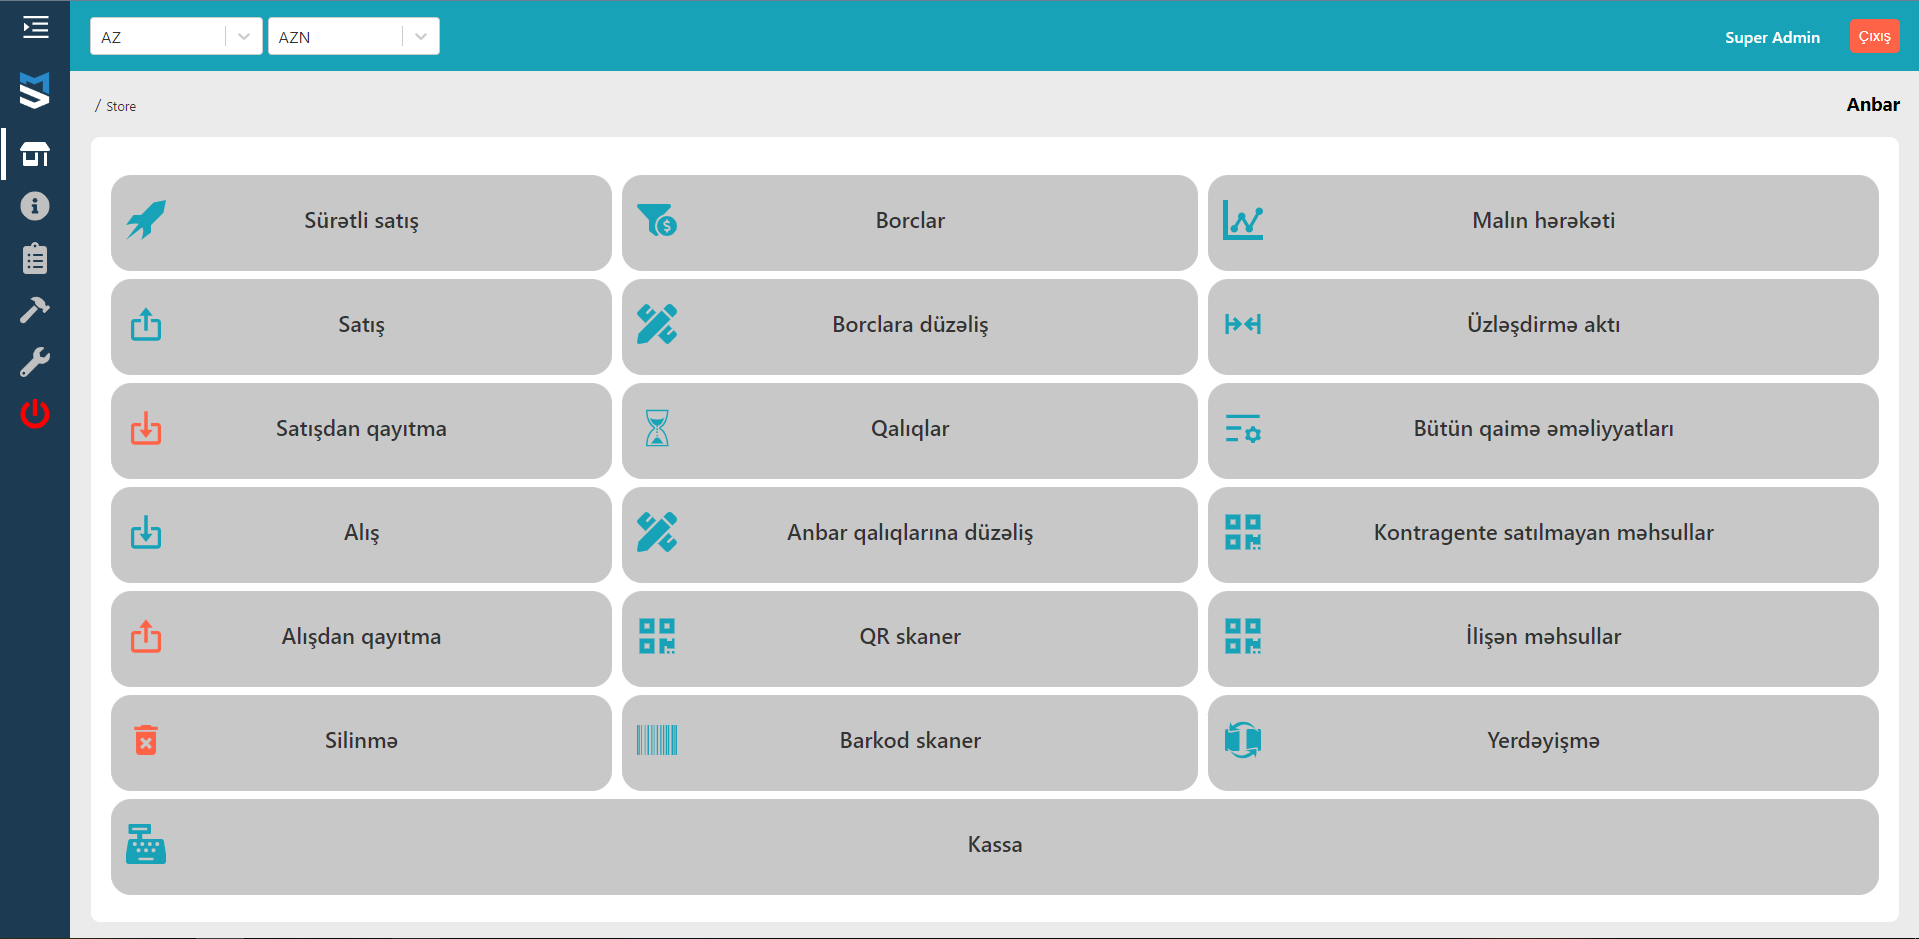 AZ
AZN
Super Admin
Çıxış
/ Store
Anbar
Sürətli satış
Borclar
Malın hərəkəti
Satış
Borclara düzəliş
Üzləşdirmə aktı
Satışdan qayıtma
Qalıqlar
Bütün qaimə əməliyyatları
Alış
Anbar qalıqlarına düzəliş
Kontragente satılmayan məhsullar
Alışdan qayıtma
QR skaner
İlişən məhsullar
Silinmə
Barkod skaner
Yerdəyişmə
Kassa